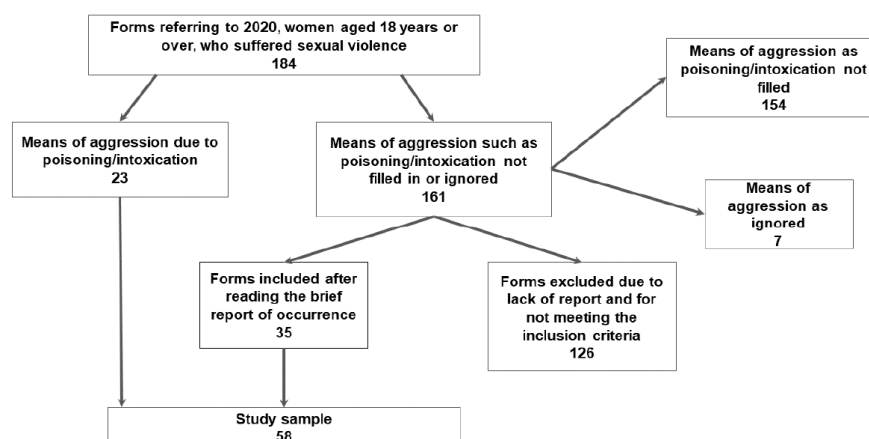 Forms referring to 2020, women aged 18 years or
over, who suffered sexual violence
184
Means of aggression as
poisoning/intoxication not
filled
154
Means of aggression due to
poisoning/intoxication
23
Means of aggression such as
poisoning/intoxication not
filled in or ignored
161
Means of
aggression as
ignored
7
Forms included after
reading the brief
report of occurrence
35
Forms excluded due to
lack of report and for
not meeting the
inclusion criteria
126
Study sample
58